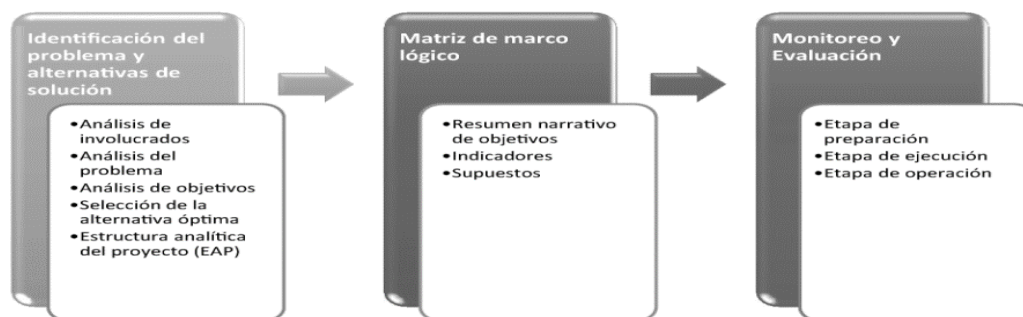 Identificación del
problema y
alternativas de
solución
•Análisis de
involucrados
•Análisis del
problema
•Análisis de objetivos
•Selección de la
alternativa óptima
•Estructura analítica
del proyecto (EAP)
Matriz de marco
lógico
•Resumen narrativo
de objetivos
•Indicadores
•Supuestos
Monitoreo y
Evaluación
•Etapa de
preparación
•Etapa de ejecución
•Etapa de operación